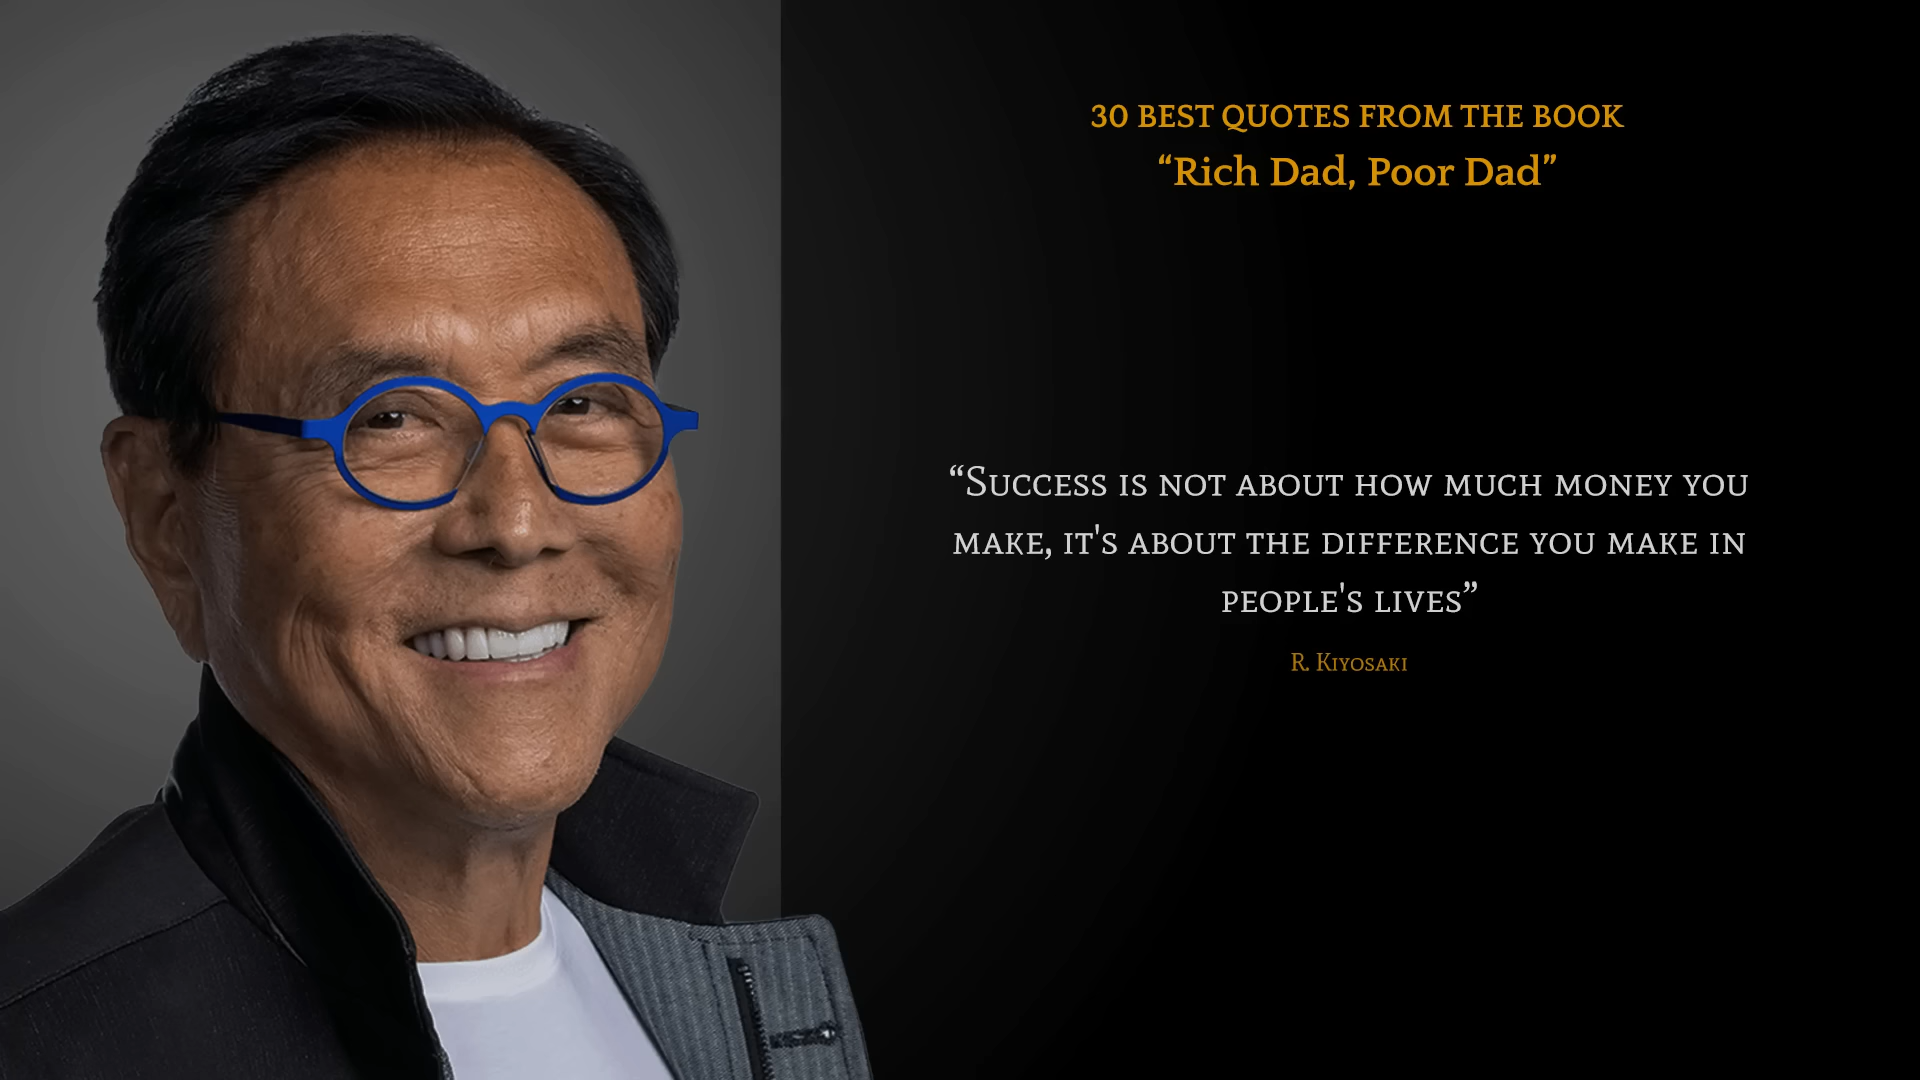 30 BEST QUOTES FROM THE BOOK
“Rich Dad, Poor Dad”
“Success is not about how much money you
make, it's about the difference you make in
people's lives”
R. Kiyosaki